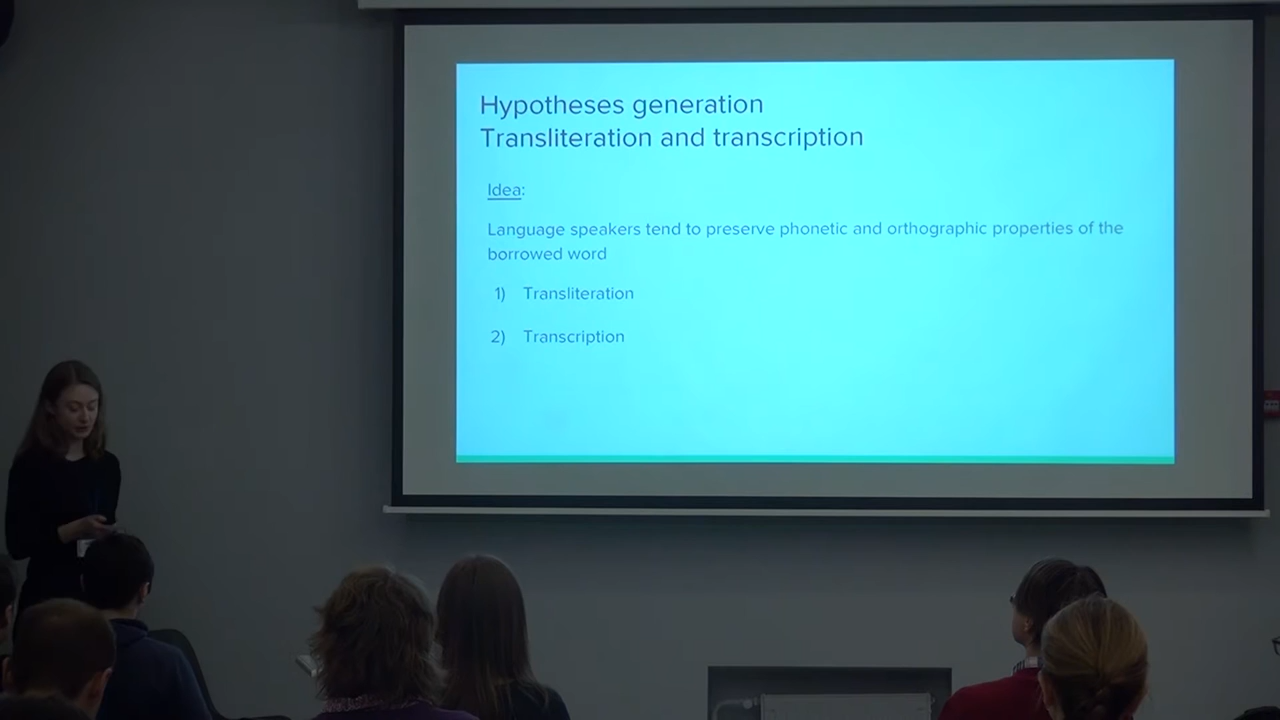 Hypotheses generation
Transliteration and transcription
Idea:
Language speakers tend to preserve phonetic and orthographic properties of the
borrowed word
1) Transliteration
2) Transcription